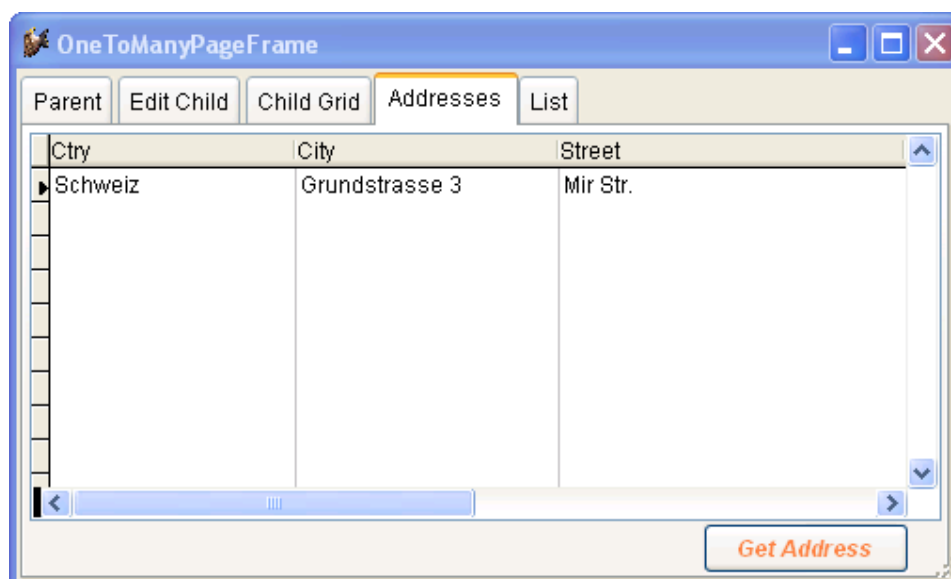 OneToManyPageFrame
Parent Edit Child Child Grid Addresses List
Ctry City Street
Schweiz Grundstrasse 3 Mir Str.
Get Address